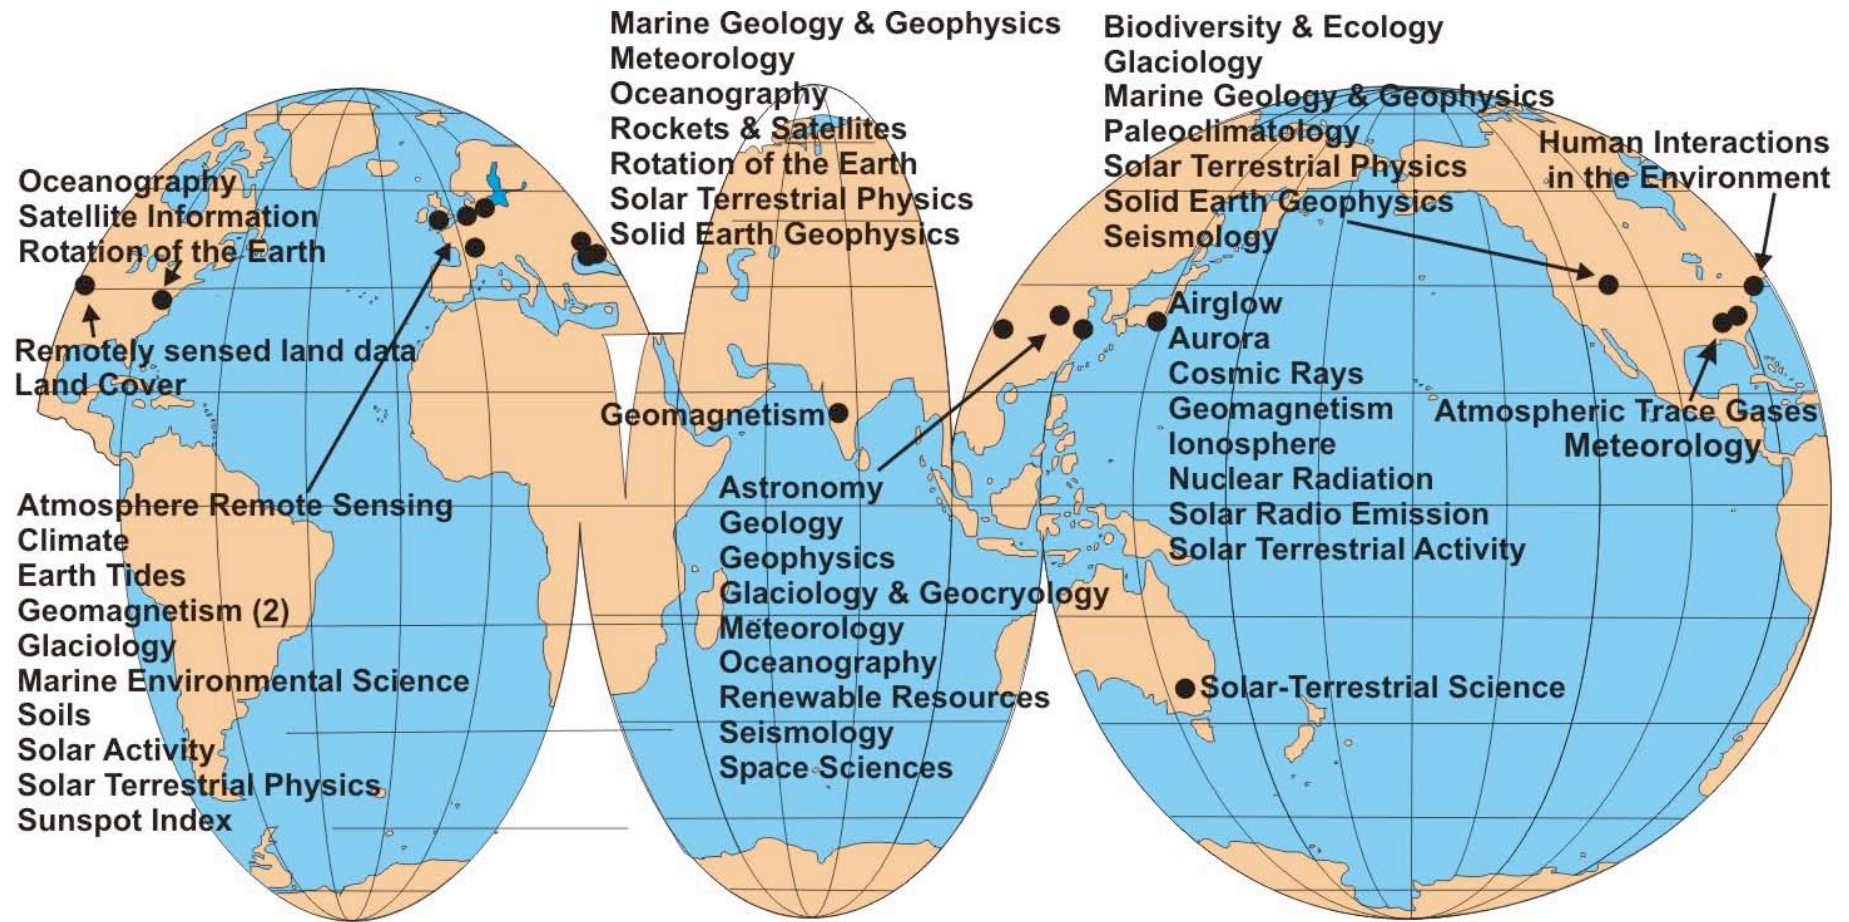 Marine Geology & Geophysics
Meteorology
Oceanography
Rockets & Satellites
Rotation of the Earth
Solar Terrestrial Physics
Solid Earth Geophysics
Biodiversity & Ecology
Glaciology
Marine Geology & Geophysics
Paleoclimatology
Solar Terrestrial Physics
Solid Earth Geophysics
Seismology
Human Interactions
in the Environment
Oceanography
Satellite Information
Rotation of the Earth
Remotely sensed land data
Land Cover
Atmosphere Remote Sensing
Climate
Earth Tides
Geomagnetism (2)
Glaciology
Marine Environmental Science
Soils
Solar Activity
Solar Terrestrial Physics
Sunspot Index
Geomagnetism
Astronomy
Geology
Geophysics
Glaciology & Geocryology
Meteorology
Oceanography
Renewable Resources
Seismology
Space Sciences
Airglow
Aurora
Cosmic Rays
Geomagnetism
Ionosphere
Nuclear Radiation
Solar Radio Emission
Solar Terrestrial Activity
Atmospheric Trace Gases
Meteorology
Solar-Terrestrial Science